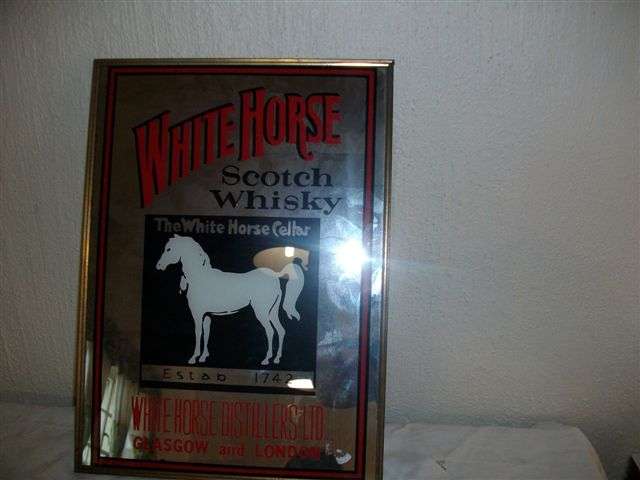 WHITE HORSE
Scotch
Whisky
The White Horse Cellar
Estab 1742
WHITE HORSE DISTILLERS LTD.
GLASGOW and LONDON